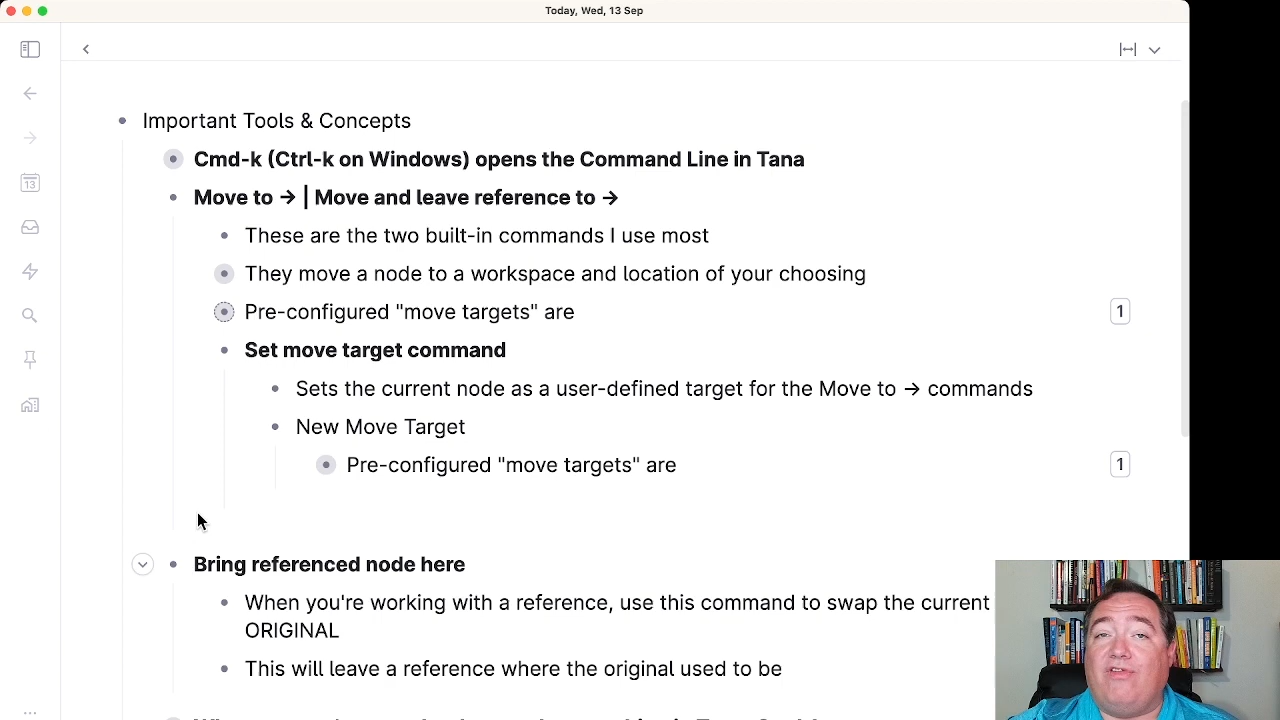 Today, Wed, 13 Sep
13
Important Tools & Concepts
Cmd-k (Ctrl-k on Windows) opens the Command Line in Tana
Move to → | Move and leave reference to →
These are the two built-in commands I use most
They move a node to a workspace and location of your choosing
Pre-configured "move targets" are
1
Set move target command
Sets the current node as a user-defined target for the Move to → commands
New Move Target
Pre-configured "move targets" are
1
Bring referenced node here
When you're working with a reference, use this command to swap the current
ORIGINAL
This will leave a reference where the original used to be